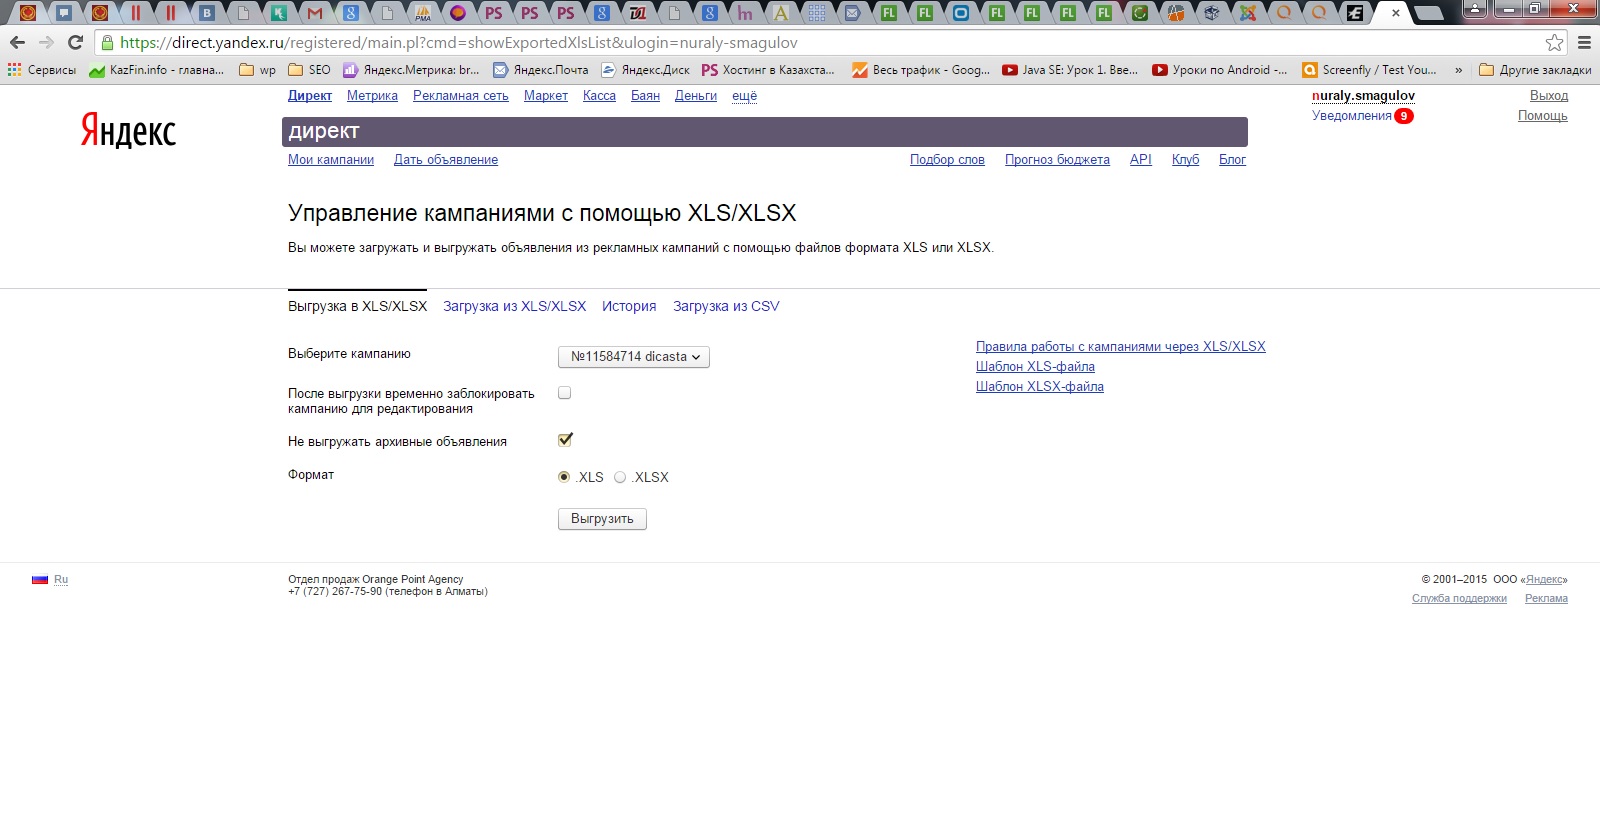 https://direct.yandex.ru/registered/main.pl?cmd=showExportedXlsList&ulogin=nuraly-smagulov
Сервисы KazFin.info - главна... wp SEO Яндекс.Метрика: br... Яндекс.Почта Яндекс.Диск PS Хостинг в Казахста... Весь трафик - Goog... Java SE: Урок 1. Вве... Уроки по Android -... Screenfly / Test You... » Другие закладки
Директ Метрика Рекламная сеть Маркет Касса Баян Деньги ещё
nuraly.smagulov Выход
Уведомления 9 Помощь
Яндекс
директ
Мои кампании Дать объявление Подбор слов Прогноз бюджета API Клуб Блог
Управление кампаниями с помощью XLS/XLSX
Вы можете загружать и выгружать объявления из рекламных кампаний с помощью файлов формата XLS или XLSX.
Выгрузка в XLS/XLSX Загрузка из XLS/XLSX История Загрузка из CSV
Выберите кампанию №11584714 dicasta
Правила работы с кампаниями через XLS/XLSX
Шаблон XLS-файла
Шаблон XLSX-файла
После выгрузки временно заблокировать
кампанию для редактирования
Не выгружать архивные объявления
Формат .XLS .XLSX
Выгрузить
Ru
Отдел продаж Orange Point Agency
+7 (727) 267-75-90 (телефон в Алматы)
© 2001–2015 ООО «Яндекс»
Служба поддержки Реклама